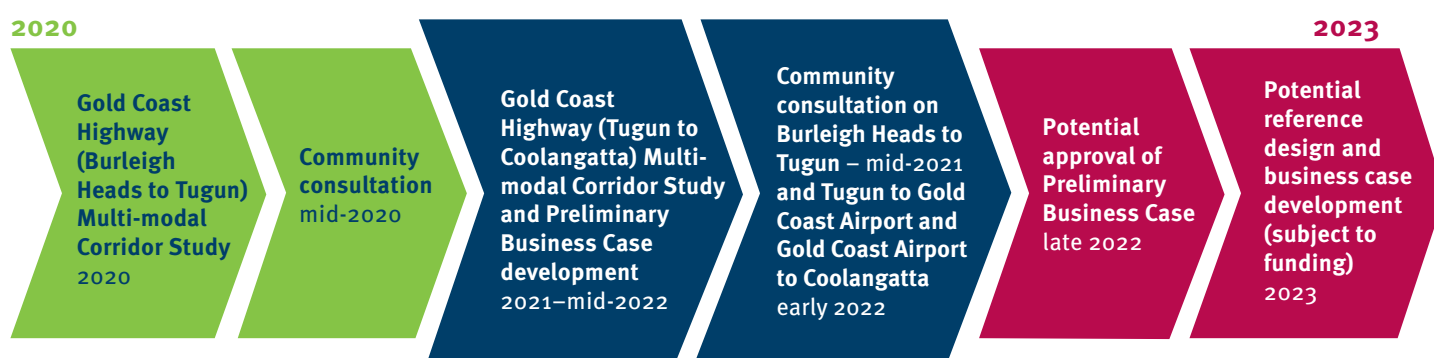 2020
2023
Gold Coast
Highway
(Burleigh
Heads to Tugun)
Multi-modal
Corridor Study
2020
Community
consultation
mid-2020
Gold Coast
Highway (Tugun to
Coolangatta) Multi-
modal Corridor Study
and Preliminary
Business Case
development
2021–mid-2022
Community
consultation on
Burleigh Heads to
Tugun – mid-2021
and Tugun to Gold
Coast Airport and
Gold Coast Airport
to Coolangatta
early 2022
Potential
approval of
Preliminary
Business Case
late 2022
Potential
reference
design and
business case
development
(subject to
funding)
2023